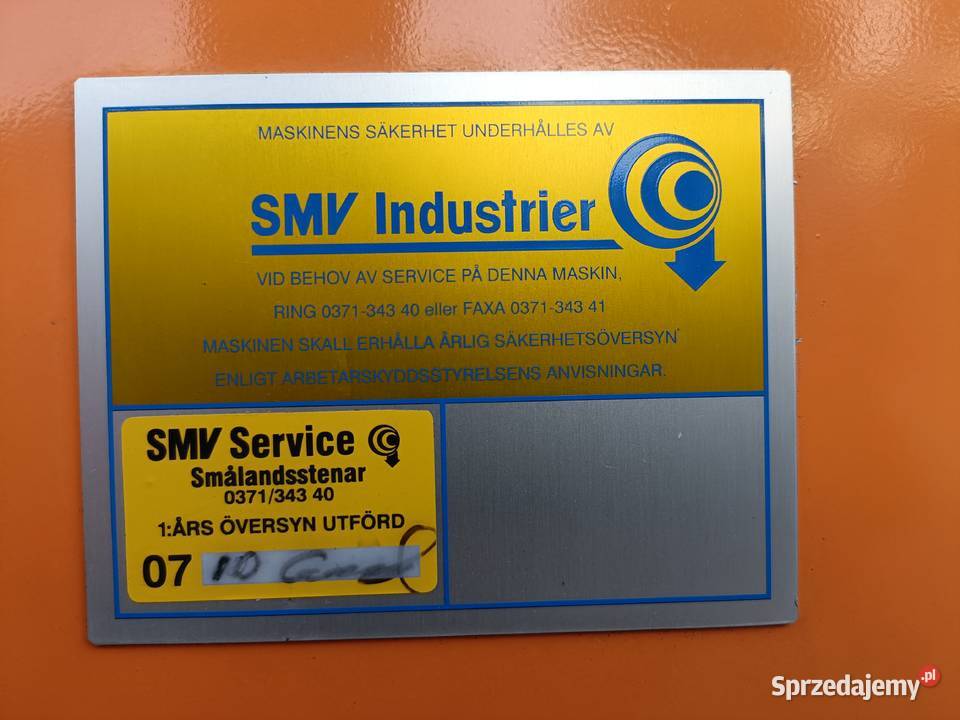 MASKINENS SÄKERHET UNDERHÅLLES AV
SMV Industrier
VID BEHOV AV SERVICE PÅ DENNA MASKIN,
RING 0371-343 40 eller FAXA 0371-343 41
MASKINEN SKALL ERHÅLLA ÅRLIG SÄKERHETSÖVERSYN
ENLIGT ARBETARSKYDDSSTYRELSENS ANVISNINGAR.
SMV Service
Smålandsstenar
0371/343 40
1:ÅRS ÖVERSYN UTFÖRD
07 10
Sprzedajemy.pl